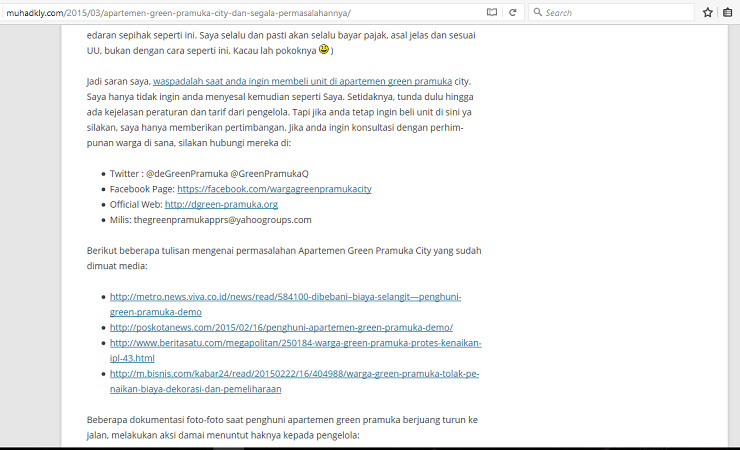 muhadkly.com/2015/03/apartemen-green-pramuka-city-dan-segala-permasalahannya/
Search
edaran sepihak seperti ini. Saya selalu dan pasti akan selalu bayar pajak, asal jelas dan sesuai
UU, bukan dengan cara seperti ini. Kacau lah pokoknya 😀 )
Jadi saran saya, waspadalah saat anda ingin membeli unit di apartemen green pramuka city.
Saya hanya tidak ingin anda menyesal kemudian seperti Saya. Setidaknya, tunda dulu hingga
ada kejelasan peraturan dan tarif dari pengelola. Tapi jika anda tetap ingin beli unit di sini ya
silakan, saya hanya memberikan pertimbangan. Jika anda ingin konsultasi dengan perhim-
punan warga di sana, silakan hubungi mereka di:
• Twitter : @deGreenPramuka @GreenPramukaQ
• Facebook Page: https://facebook.com/wargagreenpramukacity
• Official Web: http://dgreen-pramuka.org
• Milis: thegreenpramukapprs@yahoogroups.com
Berikut beberapa tulisan mengenai permasalahan Apartemen Green Pramuka City yang sudah
dimuat media:
• http://metro.news.viva.co.id/news/read/584100-dibebani–biaya-selangit—penghuni-
green-pramuka-demo
• http://poskotanews.com/2015/02/16/penghuni-apartemen-green-pramuka-demo/
• http://www.beritasatu.com/megapolitan/250184-warga-green-pramuka-protes-kenaikan-
ipl-43.html
• http://m.bisnis.com/kabar24/read/20150222/16/404988/warga-green-pramuka-tolak-pe-
naikan-biaya-dekorasi-dan-pemeliharaan
Beberapa dokumentasi foto-foto saat penghuni apartemen green pramuka berjuang turun ke
jalan, melakukan aksi damai menuntut haknya kepada pengelola: